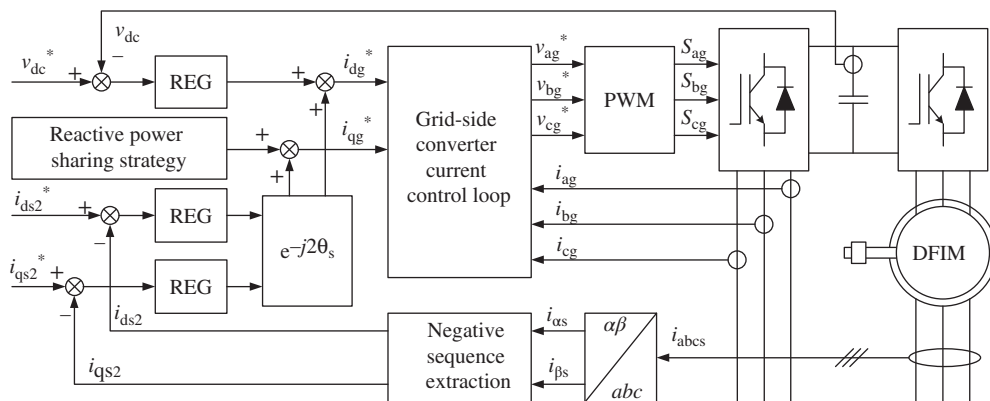 v_dc
v_dc*
+
−
REG
+
i_dg*
+
Reactive power
sharing strategy
+
i_qg*
+
Grid-side
converter
current
control loop
v_ag*
v_bg*
v_cg*
PWM
S_ag
S_bg
S_cg
i_ag
i_bg
i_cg
i_ds2*
+
−
REG
i_qs2*
+
−
REG
e^−j2θ_s
DFIM
i_ds2
i_qs2
Negative
sequence
extraction
i_αs
i_βs
αβ
abc
i_abcs